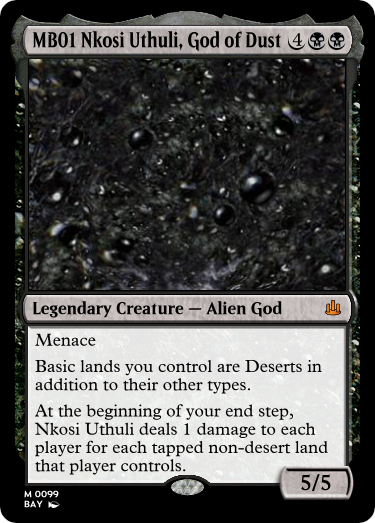 MB01 Nkosi Uthuli, God of Dust 4
Legendary Creature — Alien God
Menace
Basic lands you control are Deserts in
addition to their other types.
At the beginning of your end step,
Nkosi Uthuli deals 1 damage to each
player for each tapped non-desert land
that player controls.
5/5
M 0099
BAY